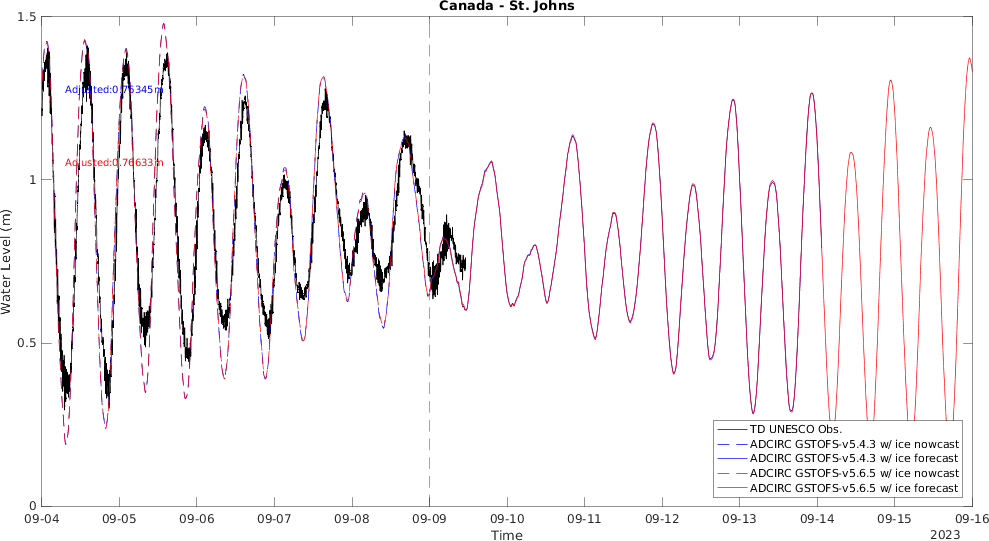 Canada - St. Johns
1.5
1
0.5
0
Water Level (m)
Adjusted:0.75345m
Adjusted:0.76633m
TD UNESCO Obs.
ADCIRC GSTOFS-v5.4.3 w/ ice nowcast
ADCIRC GSTOFS-v5.4.3 w/ ice forecast
ADCIRC GSTOFS-v5.6.5 w/ ice nowcast
ADCIRC GSTOFS-v5.6.5 w/ ice forecast
09-04 09-05 09-06 09-07 09-08 09-09 09-10 09-11 09-12 09-13 09-14 09-15 09-16
Time
2023